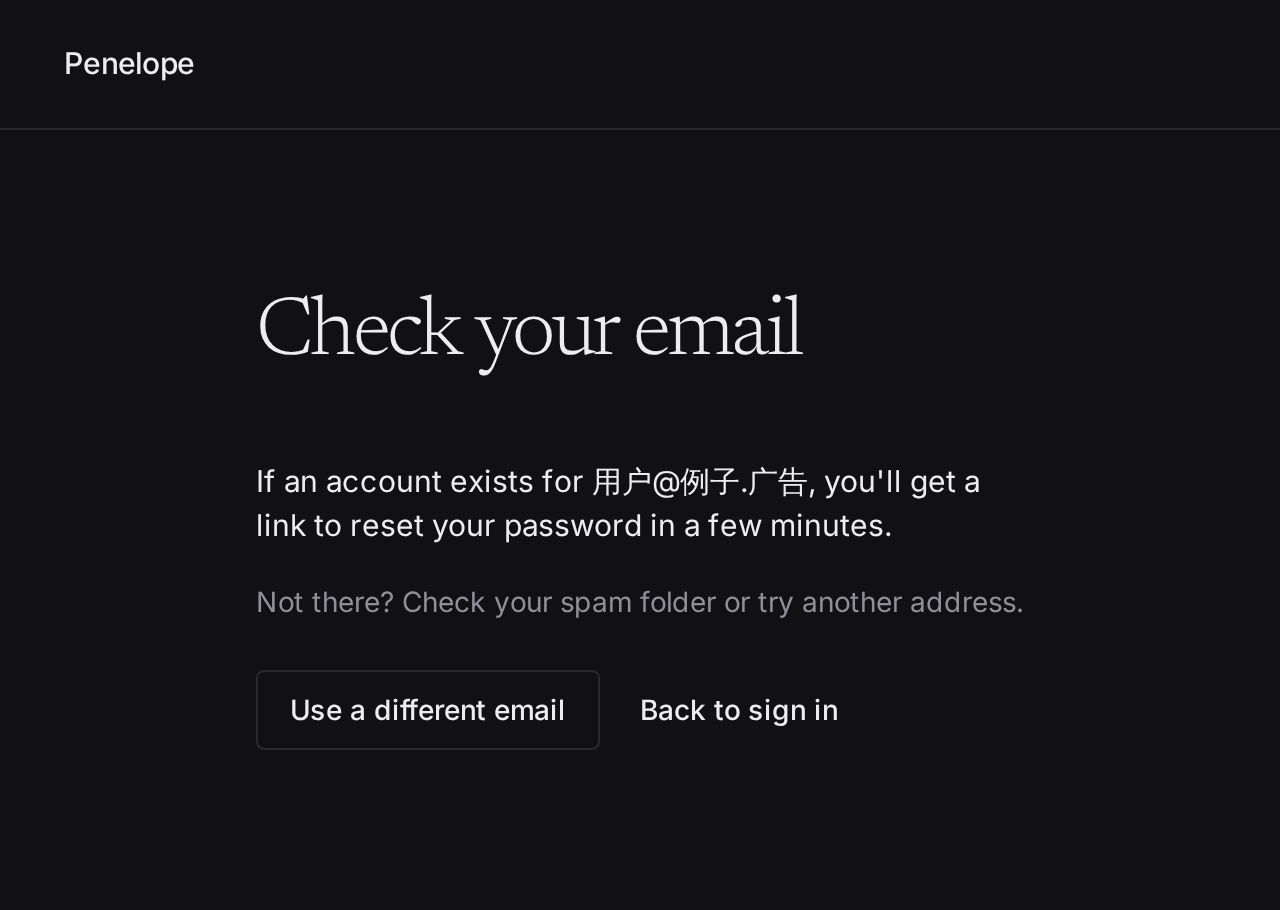 Penelope
Check your email
If an account exists for 用户@例子.广告, you'll get a
link to reset your password in a few minutes.
Not there? Check your spam folder or try another address.
Use a different email
Back to sign in